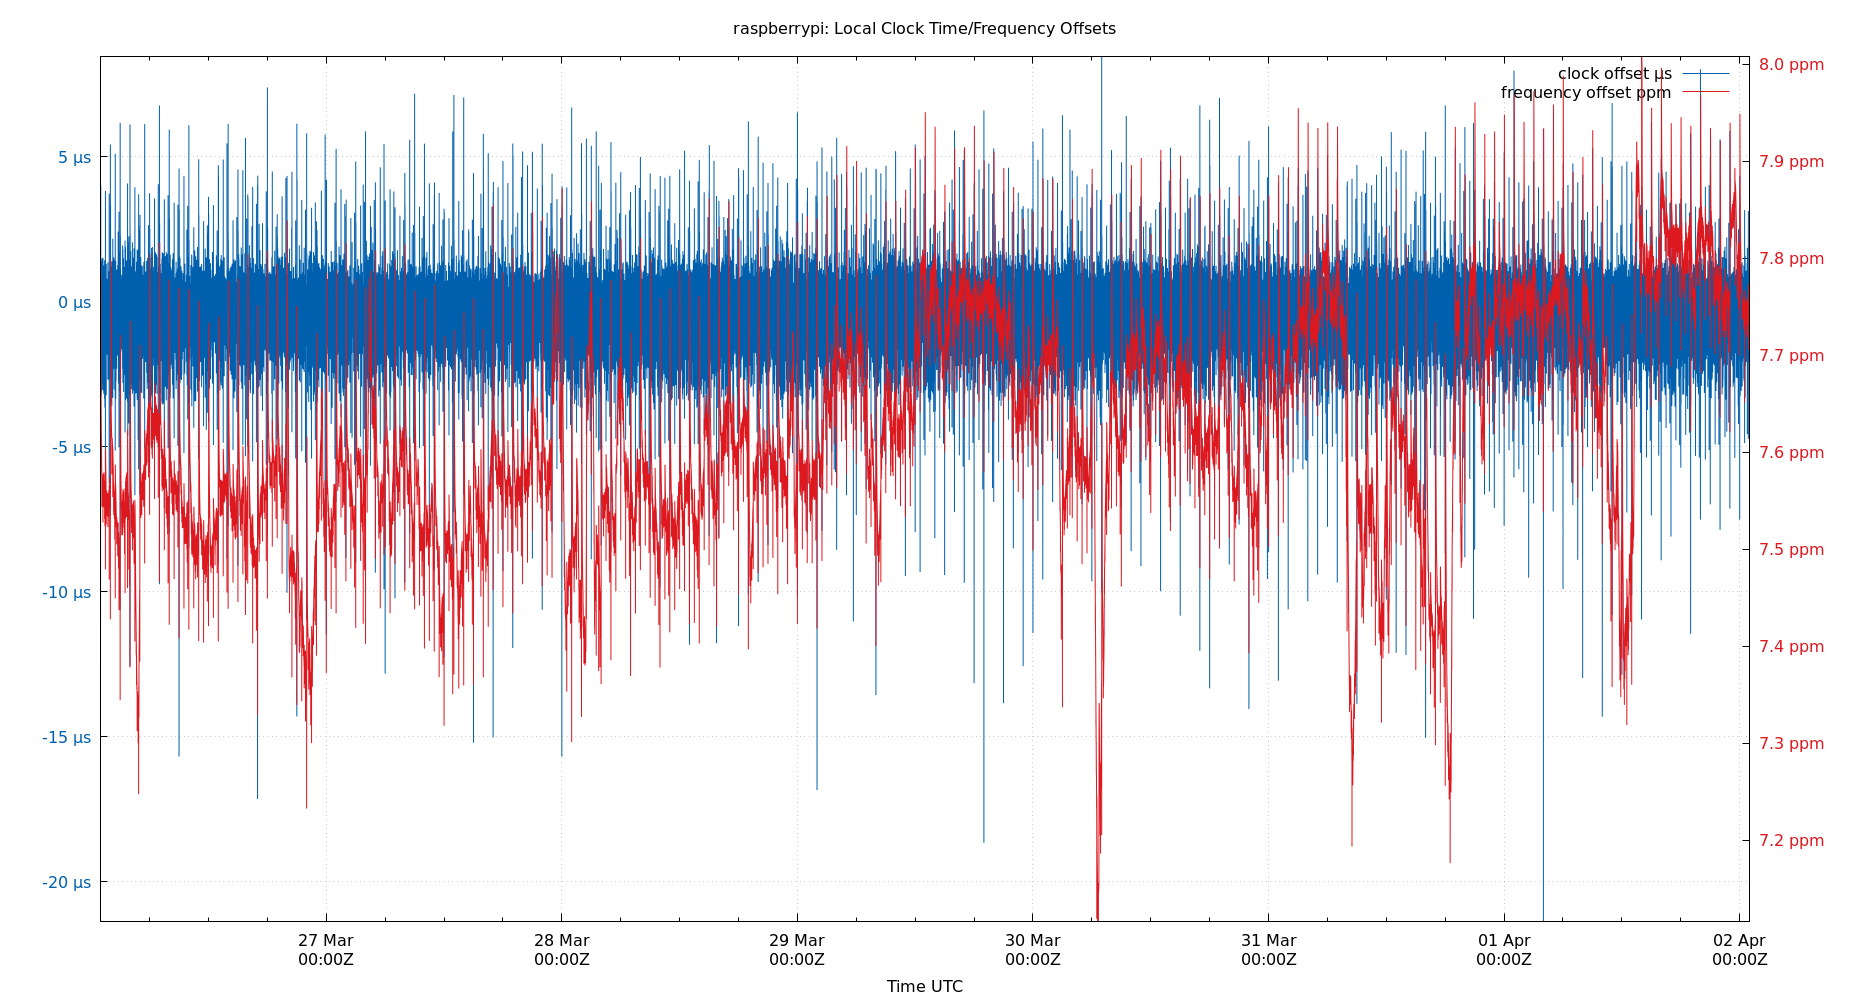 raspberrypi: Local Clock Time/Frequency Offsets
clock offset µs
frequency offset ppm
5 µs
0 µs
-5 µs
-10 µs
-15 µs
-20 µs
8.0 ppm
7.9 ppm
7.8 ppm
7.7 ppm
7.6 ppm
7.5 ppm
7.4 ppm
7.3 ppm
7.2 ppm
27 Mar
00:00Z
28 Mar
00:00Z
29 Mar
00:00Z
30 Mar
00:00Z
31 Mar
00:00Z
01 Apr
00:00Z
02 Apr
00:00Z
Time UTC